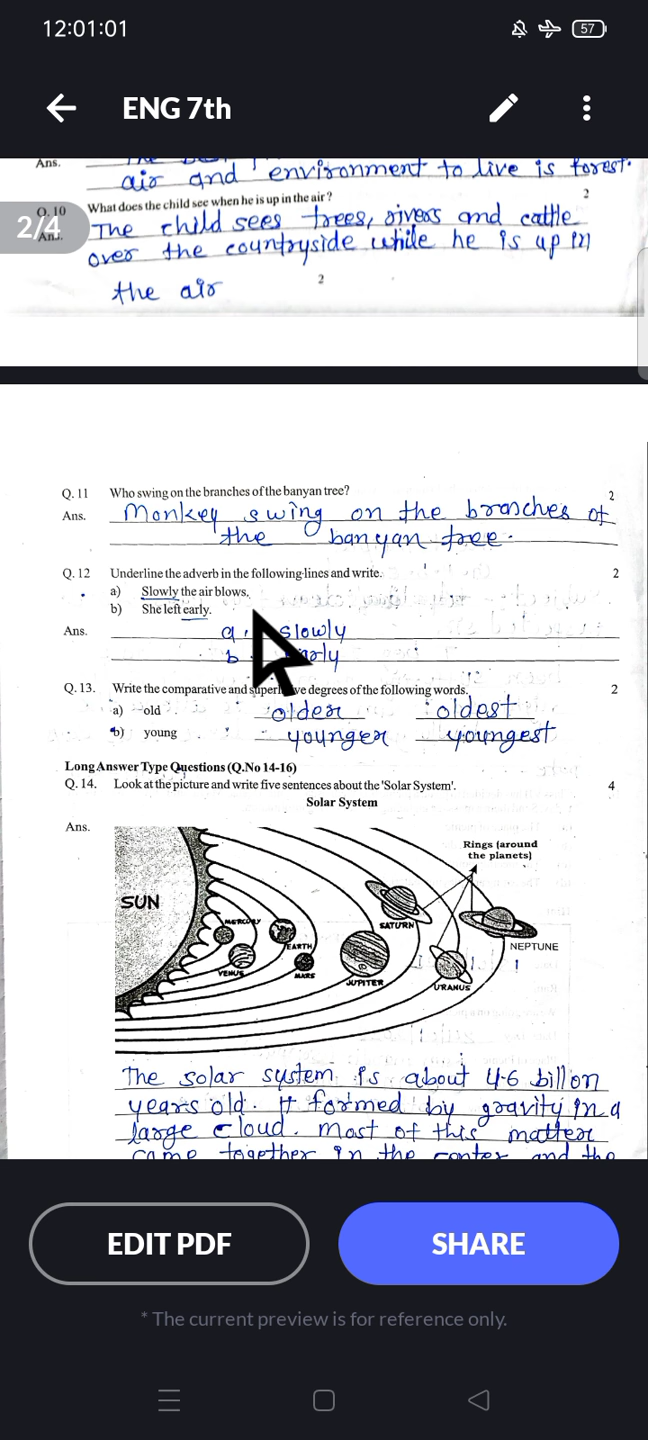 12:01:01
57
ENG 7th
Ans.
air and environment to live is forest.
Q. 10 What does the child see when he is up in the air? 2
2/4
Ans. The child sees trees, rivers and cattle
over the countryside while he is up in
the air
2
Q. 11 Who swing on the branches of the banyan tree? 2
Ans. Monkey swing on the branches of
the banyan tree.
Q. 12 Underline the adverb in the following lines and write. 2
a) Slowly the air blows.
b) She left early.
Ans. a. slowly
b early
Q. 13. Write the comparative and superlative degrees of the following words. 2
a) old older oldest
b) young younger youngest
Long Answer Type Questions (Q.No 14-16)
Q. 14. Look at the picture and write five sentences about the 'Solar System'. 4
Solar System
Ans.
Rings (around
the planets)
SUN
MERCURY
SATURN
EARTH
NEPTUNE
VENUS
MARS
JUPITER
URANUS
The solar system is about 4.6 billon
years old. It formed by gravity in a
large cloud. Most of this matter
came together in the center and the
EDIT PDF
SHARE
* The current preview is for reference only.